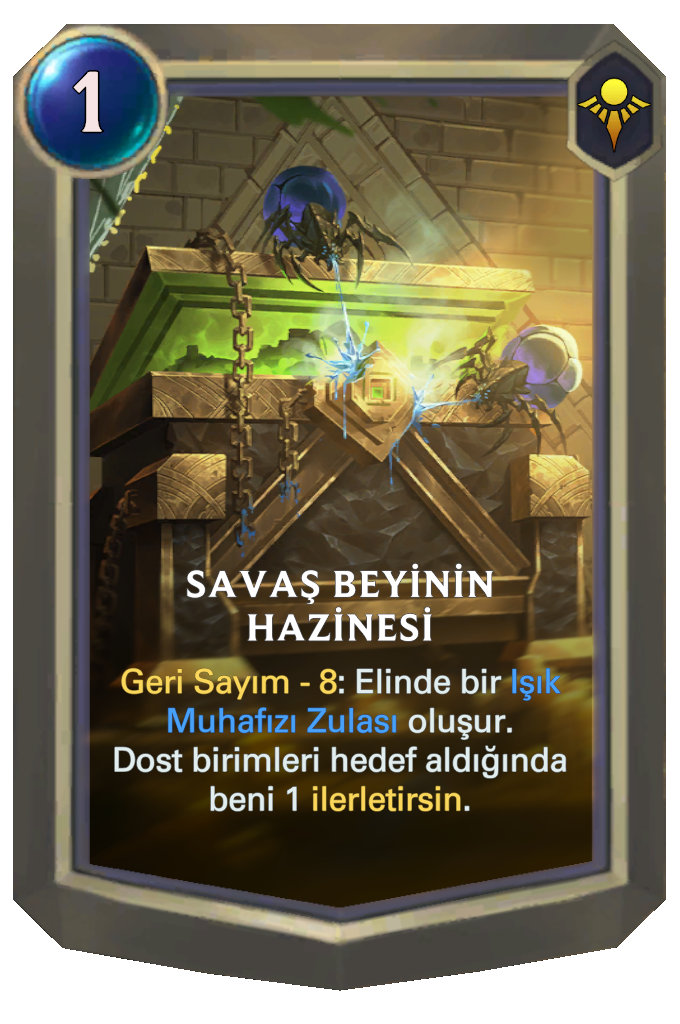 1
SAVAŞ BEYİNİN
HAZİNESİ
Geri Sayım - 8: Elinde bir Işık
Muhafızı Zulası oluşur.
Dost birimleri hedef aldığında
beni 1 ilerletirsin.